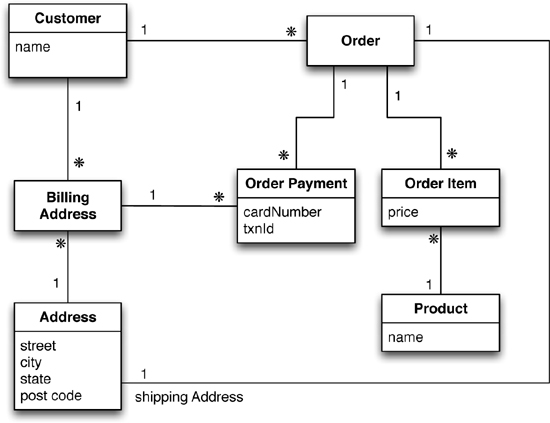 Customer
name
1
*
Order
1
1
1
1
*
*
*
Billing
Address
1
*
Order Payment
cardNumber
txnId
Order Item
price
*
*
1
1
Address
street
city
state
post code
Product
name
1
shipping Address